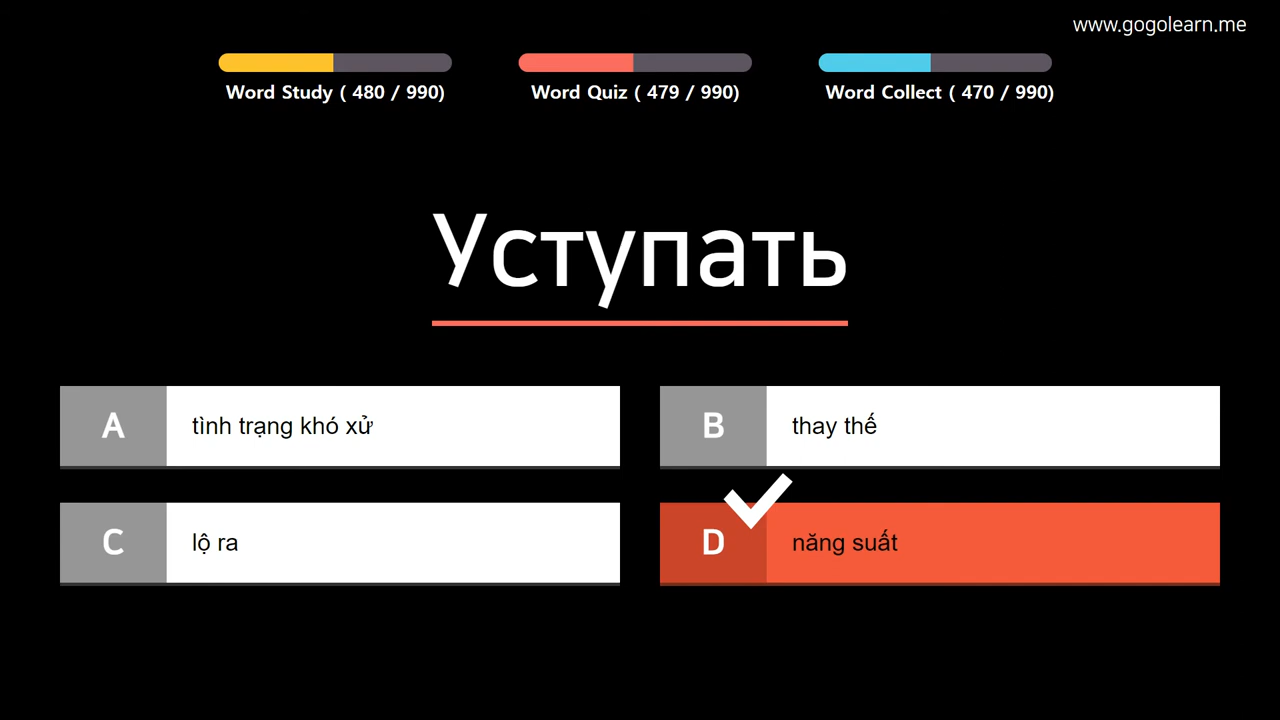 www.gogolearn.me
Word Study ( 480 / 990)
Word Quiz ( 479 / 990)
Word Collect ( 470 / 990)
Уступать
A
tình trạng khó xử
B
thay thế
C
lộ ra
D
năng suất